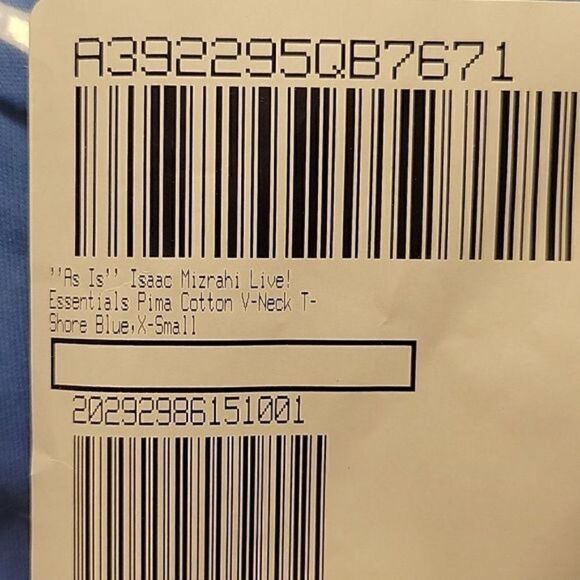 A392295QB7671
''As Is'' Isaac Mizrahi Live!
Essentials Pima Cotton V-Neck T-
Shore Blue,X-Small
20292986151001